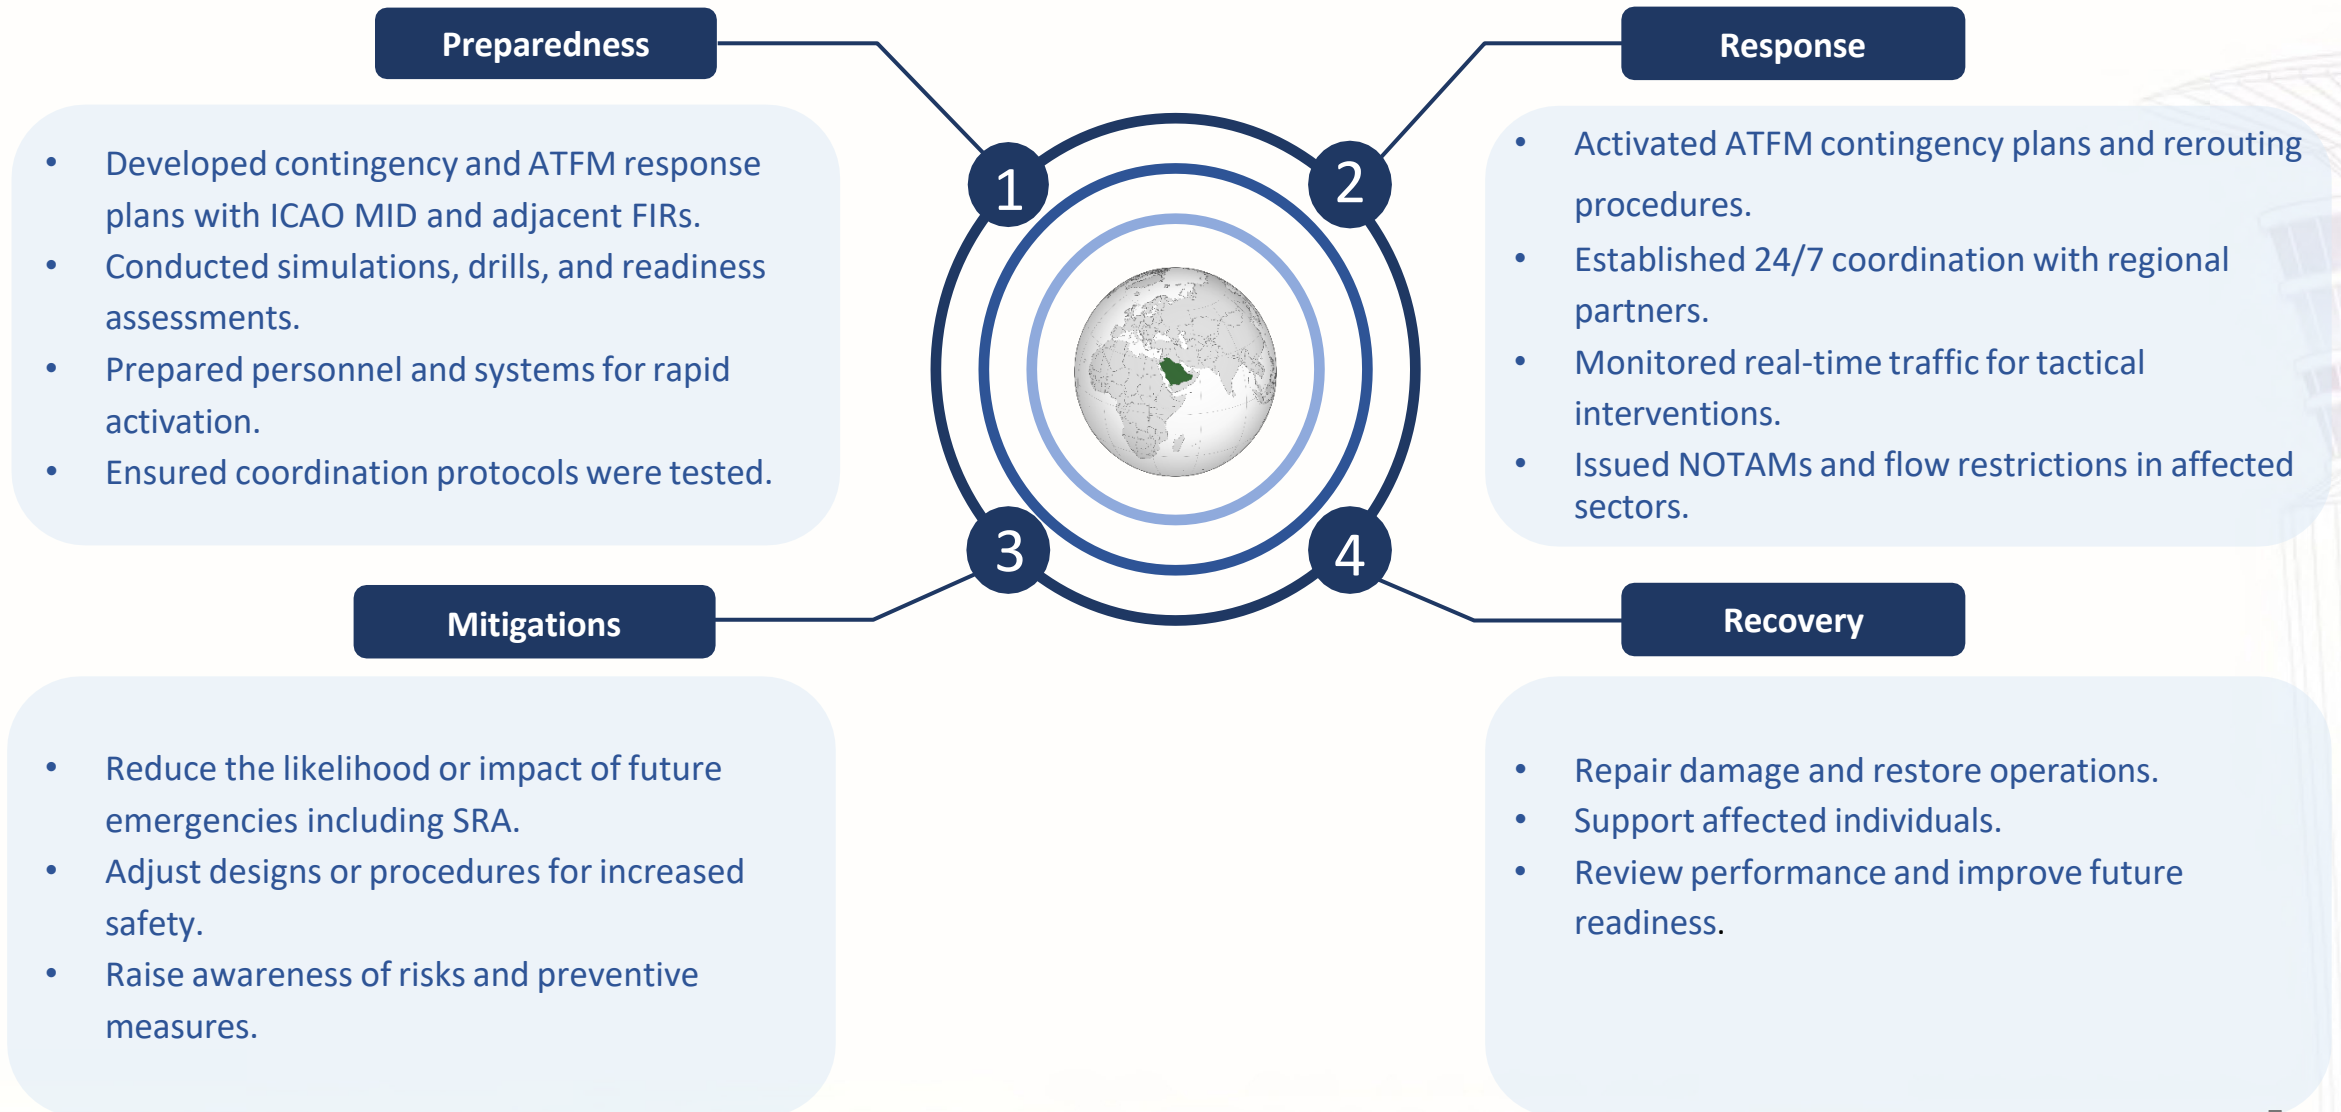 Preparedness
• Developed contingency and ATFM response
plans with ICAO MID and adjacent FIRs.
• Conducted simulations, drills, and readiness
assessments.
• Prepared personnel and systems for rapid
activation.
• Ensured coordination protocols were tested.
1
Response
2
• Activated ATFM contingency plans and rerouting
procedures.
• Established 24/7 coordination with regional
partners.
• Monitored real-time traffic for tactical
interventions.
• Issued NOTAMs and flow restrictions in affected
sectors.
3
Mitigations
• Reduce the likelihood or impact of future
emergencies including SRA.
• Adjust designs or procedures for increased
safety.
• Raise awareness of risks and preventive
measures.
4
Recovery
• Repair damage and restore operations.
• Support affected individuals.
• Review performance and improve future
readiness.